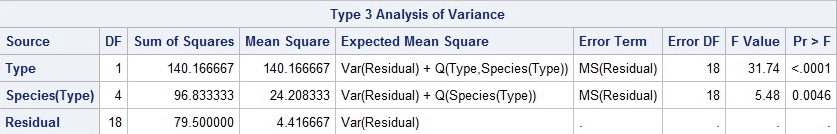 Type 3 Analysis of Variance
Source DF Sum of Squares Mean Square Expected Mean Square Error Term Error DF F Value Pr > F
Type 1 140.166667 140.166667 Var(Residual) + Q(Type,Species(Type)) MS(Residual) 18 31.74 <.0001
Species(Type) 4 96.833333 24.208333 Var(Residual) + Q(Species(Type)) MS(Residual) 18 5.48 0.0046
Residual 18 79.500000 4.416667 Var(Residual) . . . .